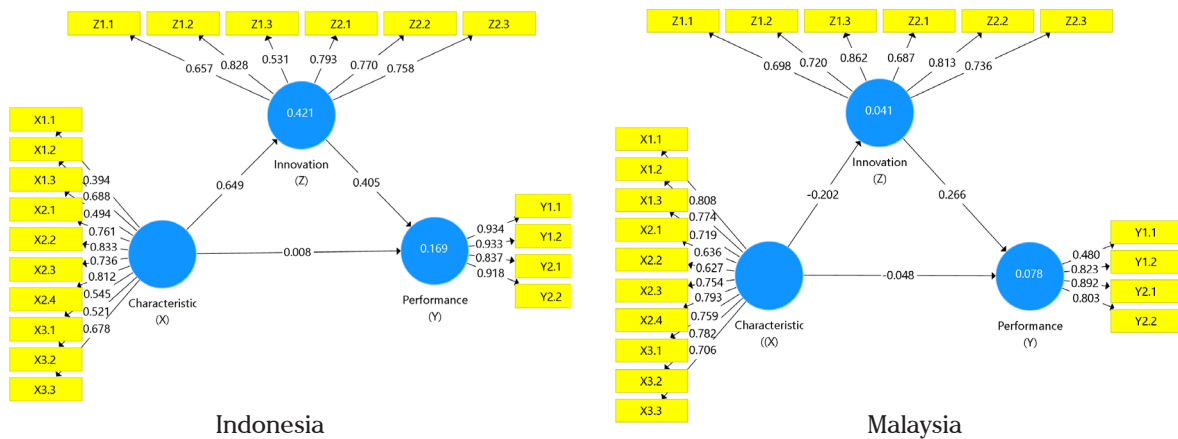 Z1.1 Z1.2 Z1.3 Z2.1 Z2.2 Z2.3
0.657 0.828 0.531 0.793 0.770 0.758
0.421
Innovation
(Z)
X1.1
X1.2
X1.3
X2.1
X2.2
X2.3
X2.4
X3.1
X3.2
X3.3
0.394
0.688
0.494
0.761
0.833
0.736
0.812
0.545
0.521
0.678
Characteristic
(X)
0.649
0.405
0.008
0.169
Performance
(Y)
0.934
0.933
0.837
0.918
Y1.1
Y1.2
Y2.1
Y2.2
Indonesia
Z1.1 Z1.2 Z1.3 Z2.1 Z2.2 Z2.3
0.698 0.720 0.862 0.687 0.813 0.736
0.041
Innovation
(Z)
X1.1
X1.2
X1.3
X2.1
X2.2
X2.3
X2.4
X3.1
X3.2
X3.3
0.808
0.774
0.719
0.636
0.627
0.754
0.793
0.759
0.782
0.706
Characteristic
((X)
-0.202
0.266
-0.048
0.078
Performance
(Y)
0.480
0.823
0.892
0.803
Y1.1
Y1.2
Y2.1
Y2.2
Malaysia